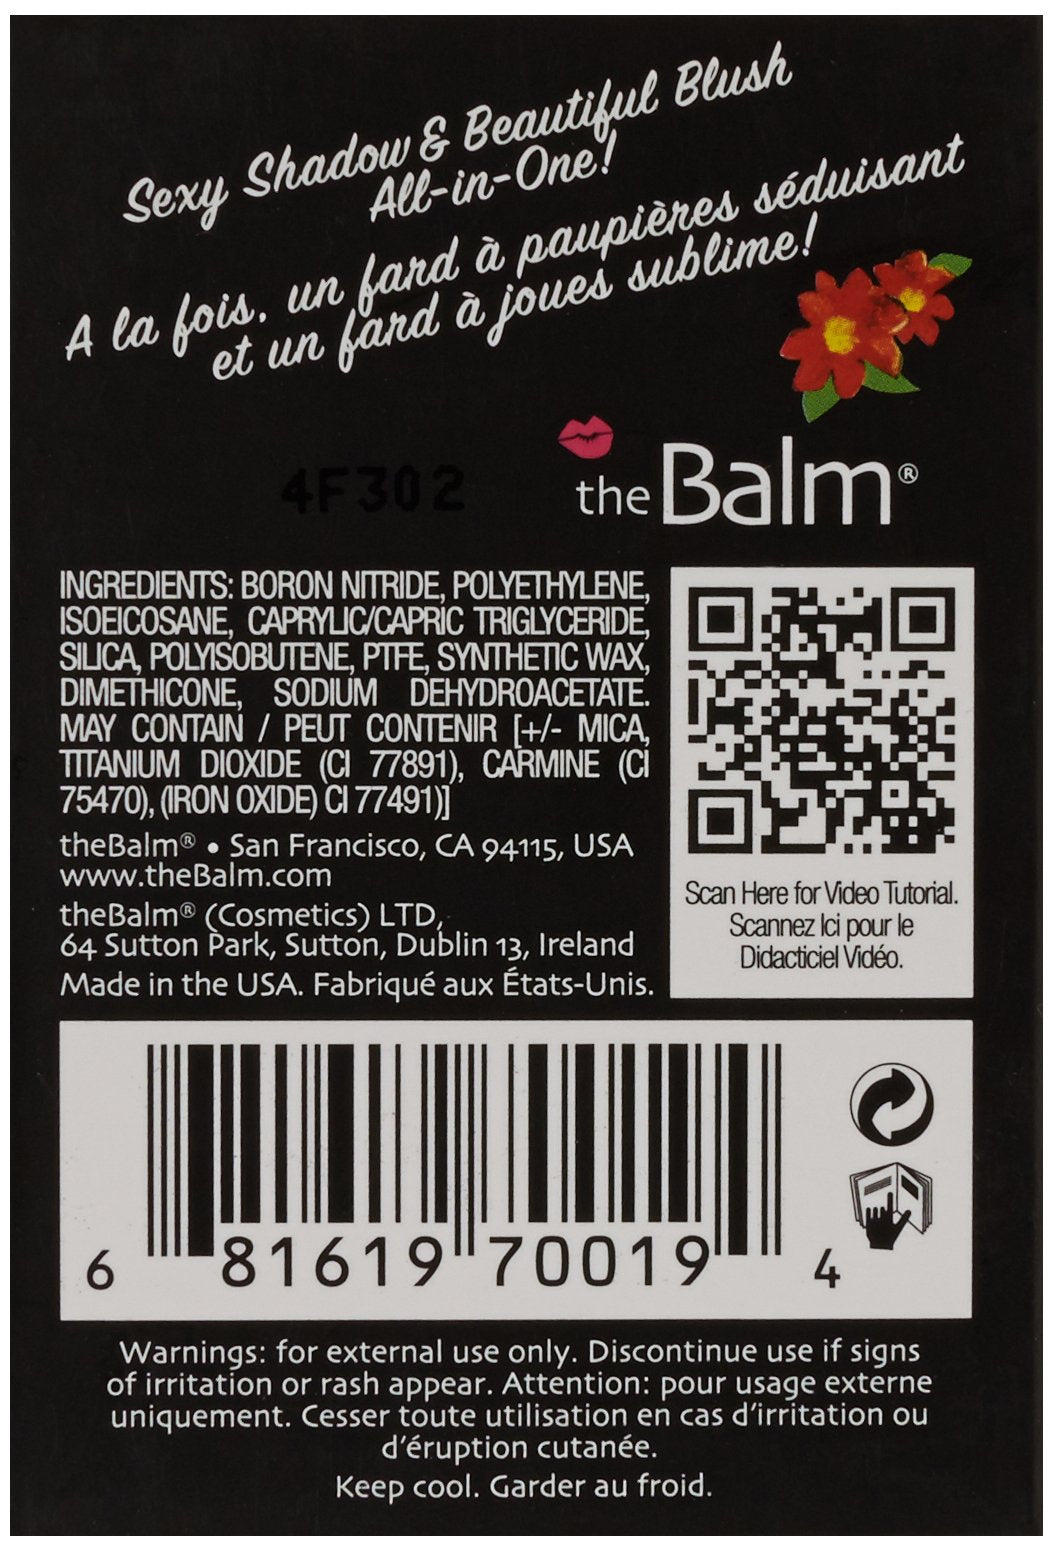 Sexy Shadow & Beautiful Blush
All-in-One!
A la fois, un fard à paupières séduisant
et un fard à joues sublime!
the Balm®
4F302
INGREDIENTS: BORON NITRIDE, POLYETHYLENE,
ISOEICOSANE, CAPRYLIC/CAPRIC TRIGLYCERIDE,
SILICA, POLYISOBUTENE, PTFE, SYNTHETIC WAX,
DIMETHICONE, SODIUM DEHYDROACETATE.
MAY CONTAIN / PEUT CONTENIR [+/- MICA,
TITANIUM DIOXIDE (CI 77891), CARMINE (CI
75470), (IRON OXIDE) CI 77491)]
theBalm® • San Francisco, CA 94115, USA
www.theBalm.com
theBalm® (Cosmetics) LTD,
64 Sutton Park, Sutton, Dublin 13, Ireland
Made in the USA. Fabriqué aux États-Unis.
Scan Here for Video Tutorial.
Scannez Ici pour le
Didacticiel Vidéo.
6 81619 70019 4
Warnings: for external use only. Discontinue use if signs
of irritation or rash appear. Attention: pour usage externe
uniquement. Cesser toute utilisation en cas d'irritation ou
d'éruption cutanée.
Keep cool. Garder au froid.